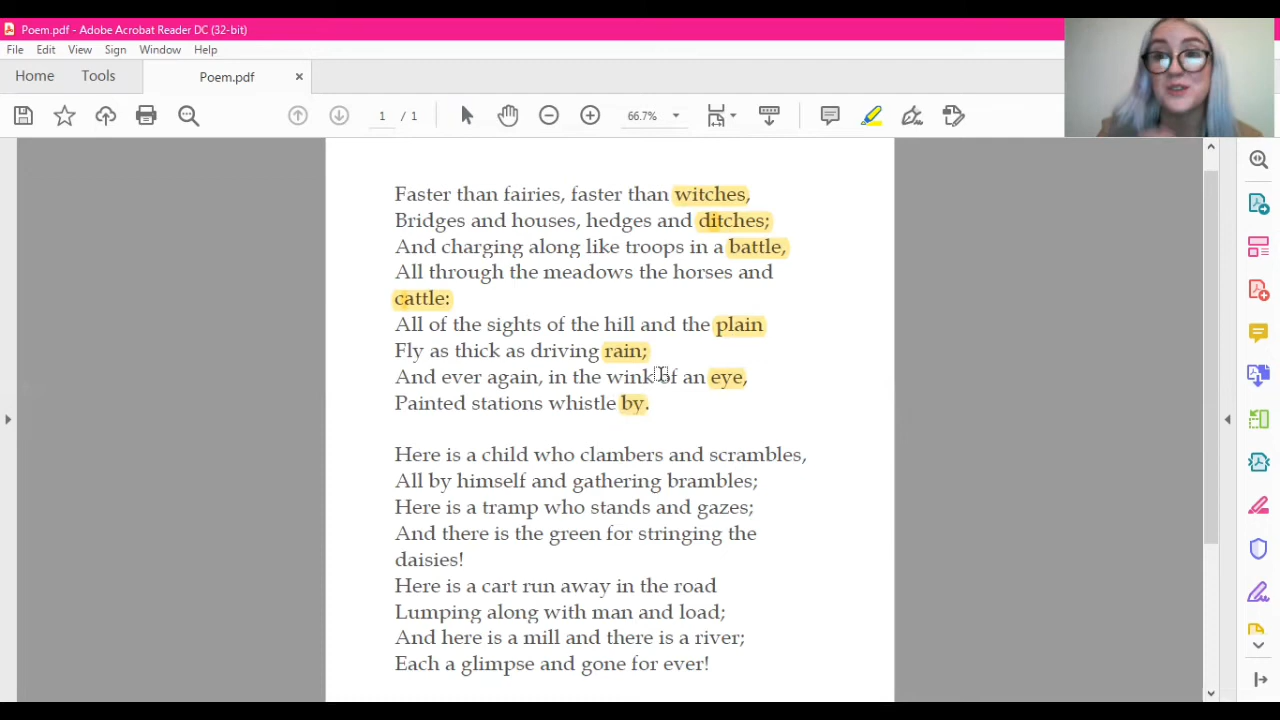 Poem.pdf - Adobe Acrobat Reader DC (32-bit)
File Edit View Sign Window Help
Home Tools Poem.pdf ×
1 / 1 66.7%
Faster than fairies, faster than witches,
Bridges and houses, hedges and ditches;
And charging along like troops in a battle,
All through the meadows the horses and
cattle:
All of the sights of the hill and the plain
Fly as thick as driving rain;
And ever again, in the wink of an eye,
Painted stations whistle by.
Here is a child who clambers and scrambles,
All by himself and gathering brambles;
Here is a tramp who stands and gazes;
And there is the green for stringing the
daisies!
Here is a cart run away in the road
Lumping along with man and load;
And here is a mill and there is a river;
Each a glimpse and gone for ever!